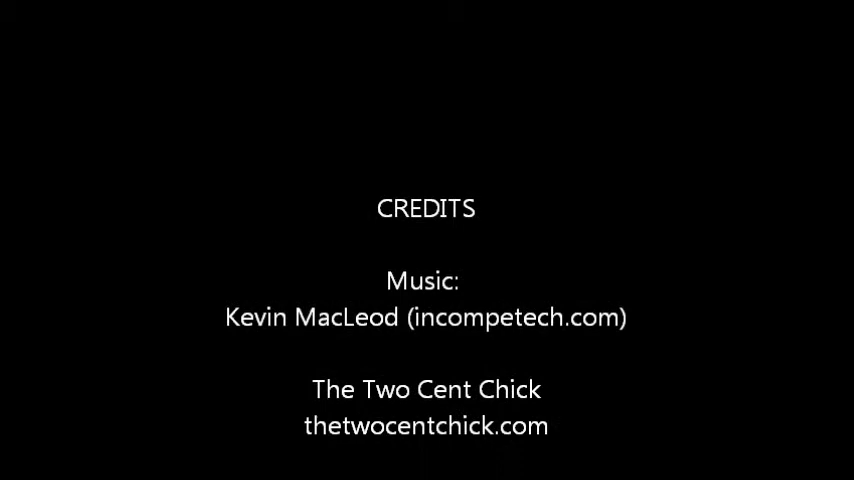 CREDITS
Music:
Kevin MacLeod (incompetech.com)
The Two Cent Chick
thetwocentchick.com